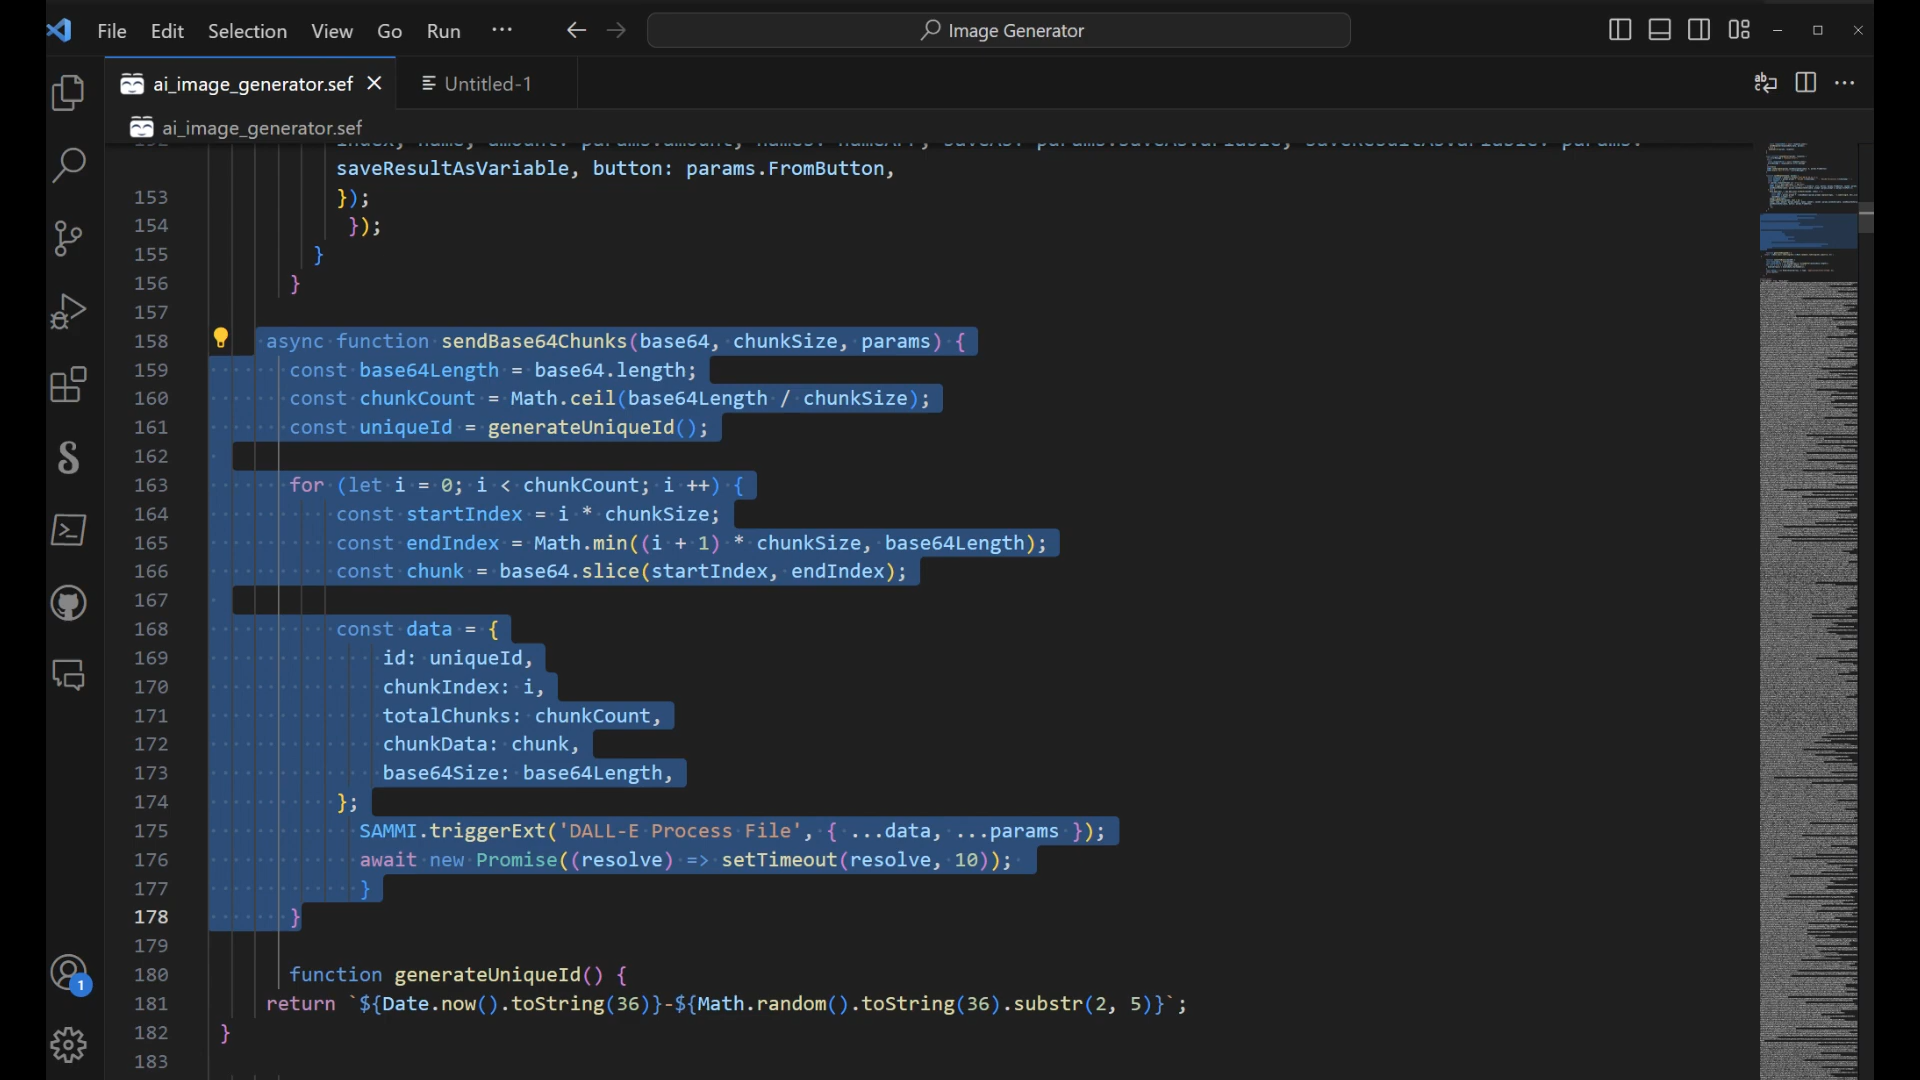 File Edit Selection View Go Run ···
Image Generator
ai_image_generator.sef
Untitled-1
ai_image_generator.sef
saveResultAsVariable, button: params.FromButton,
153 });
154 });
155 }
156 }
157
158 async function sendBase64Chunks(base64, chunkSize, params) {
159 const base64Length = base64.length;
160 const chunkCount = Math.ceil(base64Length / chunkSize);
161 const uniqueId = generateUniqueId();
162
163 for (let i = 0; i < chunkCount; i ++) {
164 const startIndex = i * chunkSize;
165 const endIndex = Math.min((i + 1) * chunkSize, base64Length);
166 const chunk = base64.slice(startIndex, endIndex);
167
168 const data = {
169 id: uniqueId,
170 chunkIndex: i,
171 totalChunks: chunkCount,
172 chunkData: chunk,
173 base64Size: base64Length,
174 };
175 SAMMI.triggerExt('DALL-E Process File', { ...data, ...params });
176 await new Promise((resolve) => setTimeout(resolve, 10));
177 }
178 }
179
180 function generateUniqueId() {
181 return `${Date.now().toString(36)}-${Math.random().toString(36).substr(2, 5)}`;
182 }
183
1